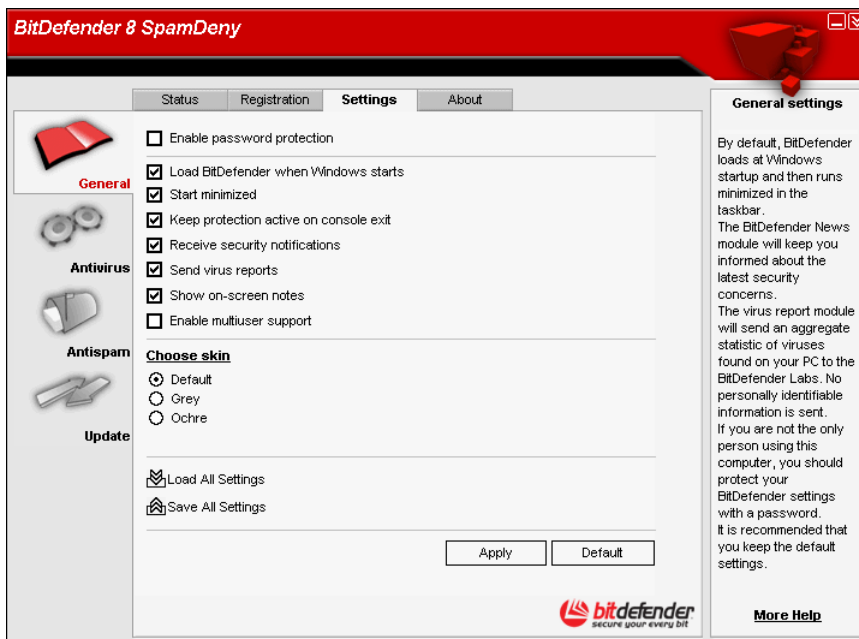 BitDefender 8 SpamDeny
Status
Registration
Settings
About
General
Antivirus
Antispam
Update
Enable password protection
Load BitDefender when Windows starts
Start minimized
Keep protection active on console exit
Receive security notifications
Send virus reports
Show on-screen notes
Enable multiuser support
Choose skin
Default
Grey
Ochre
Load All Settings
Save All Settings
Apply
Default
bitdefender
secure your every bit
General settings
By default, BitDefender
loads at Windows
startup and then runs
minimized in the
taskbar.
The BitDefender News
module will keep you
informed about the
latest security
concerns.
The virus report module
will send an aggregate
statistic of viruses
found on your PC to the
BitDefender Labs. No
personally identifiable
information is sent.
If you are not the only
person using this
computer, you should
protect your
BitDefender settings
with a password.
It is recommended that
you keep the default
settings.
More Help